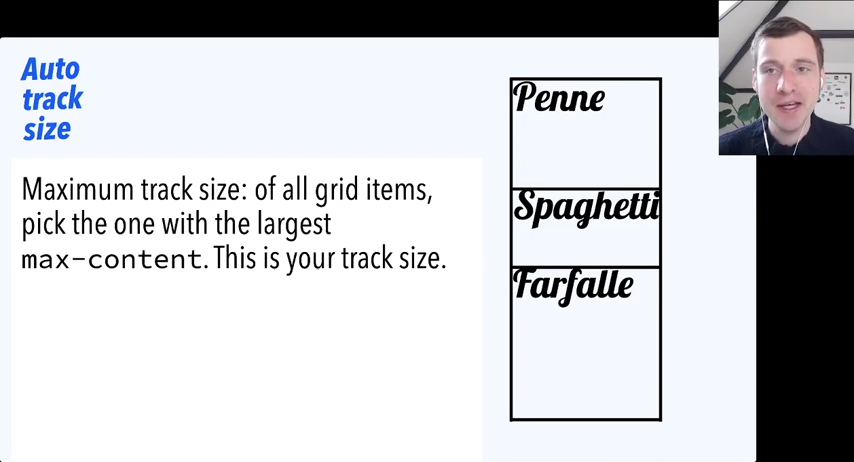 Auto
track
size
Maximum track size: of all grid items,
pick the one with the largest
max-content. This is your track size.
Penne
Spaghetti
Farfalle